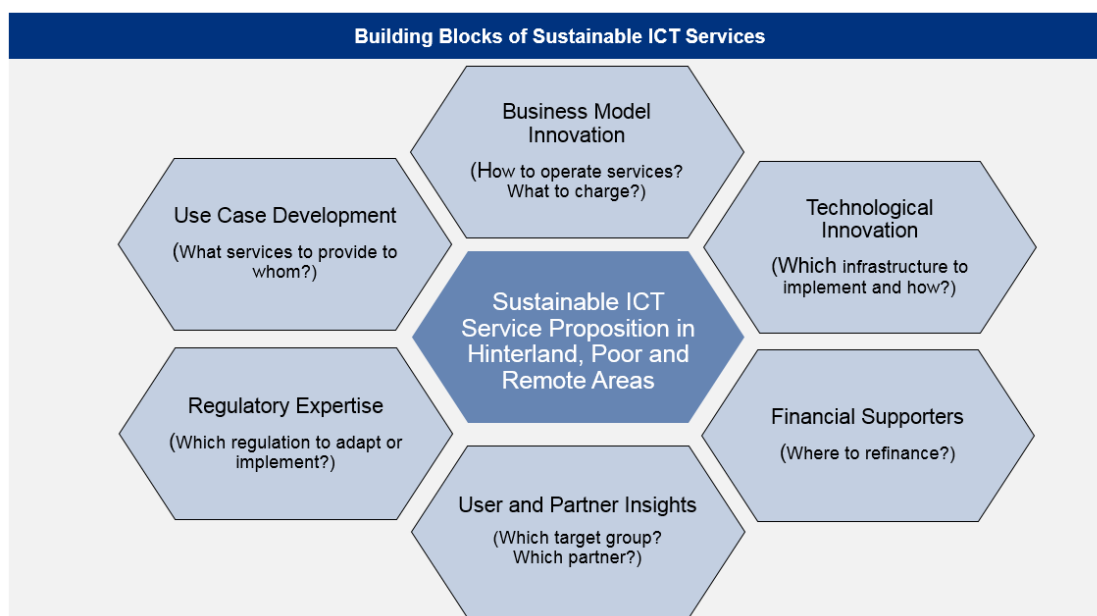 Building Blocks of Sustainable ICT Services
Business Model
Innovation
(How to operate services?
What to charge?)
Use Case Development
(What services to provide to
whom?)
Technological
Innovation
(Which infrastructure to
implement and how?)
Sustainable ICT
Service Proposition in
Hinterland, Poor and
Remote Areas
Regulatory Expertise
(Which regulation to adapt or
implement?)
Financial Supporters
(Where to refinance?)
User and Partner Insights
(Which target group?
Which partner?)